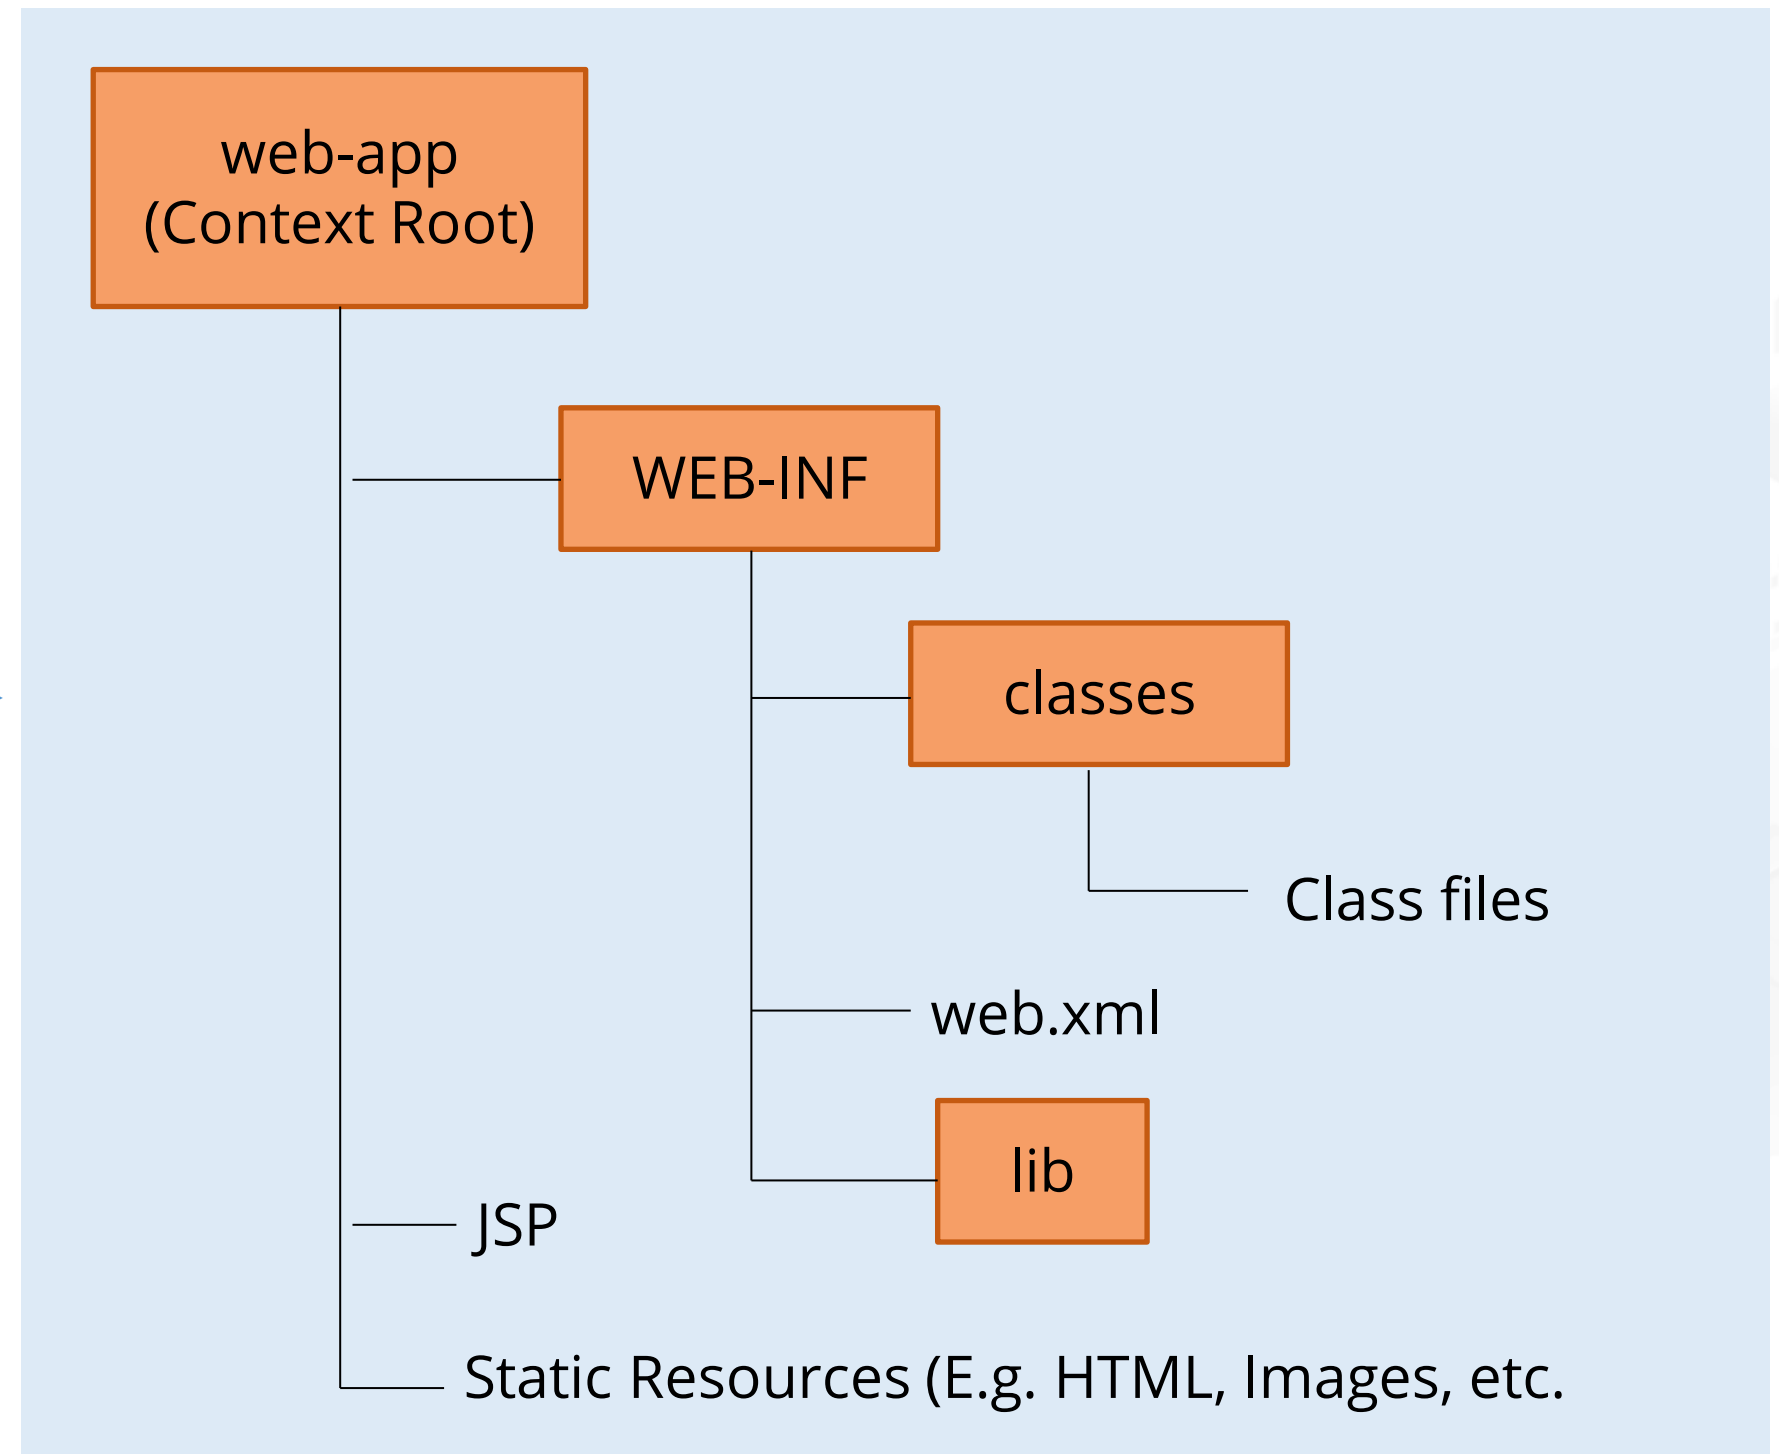 web-app
(Context Root)
WEB-INF
classes
Class files
web.xml
lib
JSP
Static Resources (E.g. HTML, Images, etc.